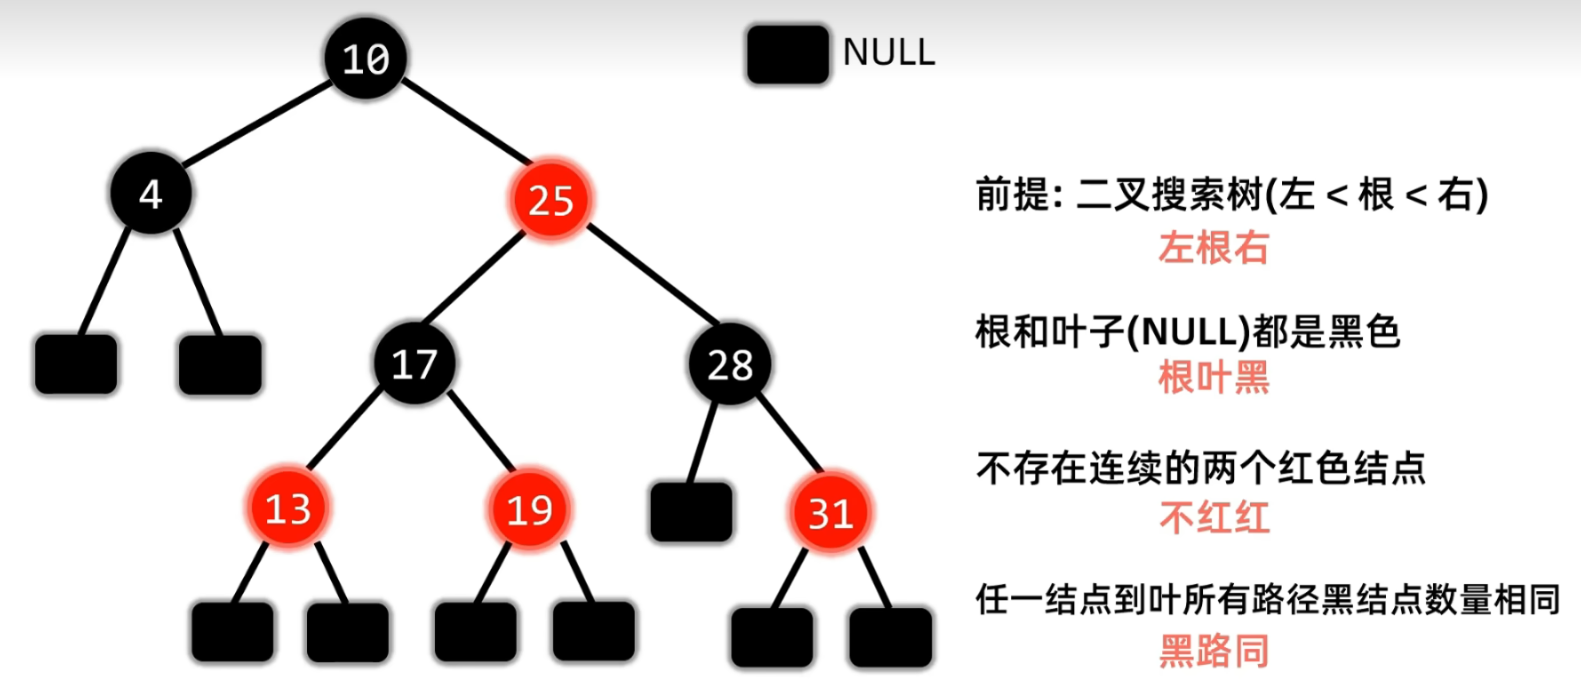 10
NULL
4
25
前提: 二叉搜索树(左 < 根 < 右)
左根右
根和叶子(NULL)都是黑色
根叶黑
17
28
不存在连续的两个红色结点
不红红
13
19
31
任一结点到叶所有路径黑结点数量相同
黑路同